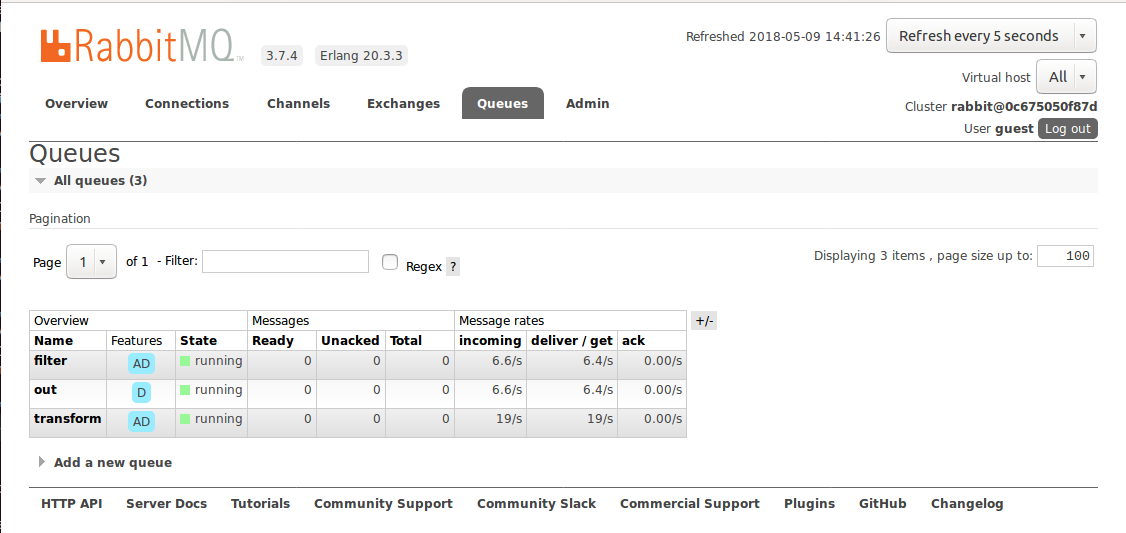 RabbitMQ TM 3.7.4 Erlang 20.3.3
Refreshed 2018-05-09 14:41:26 Refresh every 5 seconds
Virtual host All
Cluster rabbit@0c675050f87d
User guest Log out
Overview Connections Channels Exchanges Queues Admin
Queues
All queues (3)
Pagination
Page 1 of 1 - Filter: Regex ? Displaying 3 items , page size up to: 100
Overview Messages Message rates +/-
Name Features State Ready Unacked Total incoming deliver / get ack
filter AD running 0 0 0 6.6/s 6.4/s 0.00/s
out D running 0 0 0 6.6/s 6.4/s 0.00/s
transform AD running 0 0 0 19/s 19/s 0.00/s
Add a new queue
HTTP API Server Docs Tutorials Community Support Community Slack Commercial Support Plugins GitHub Changelog